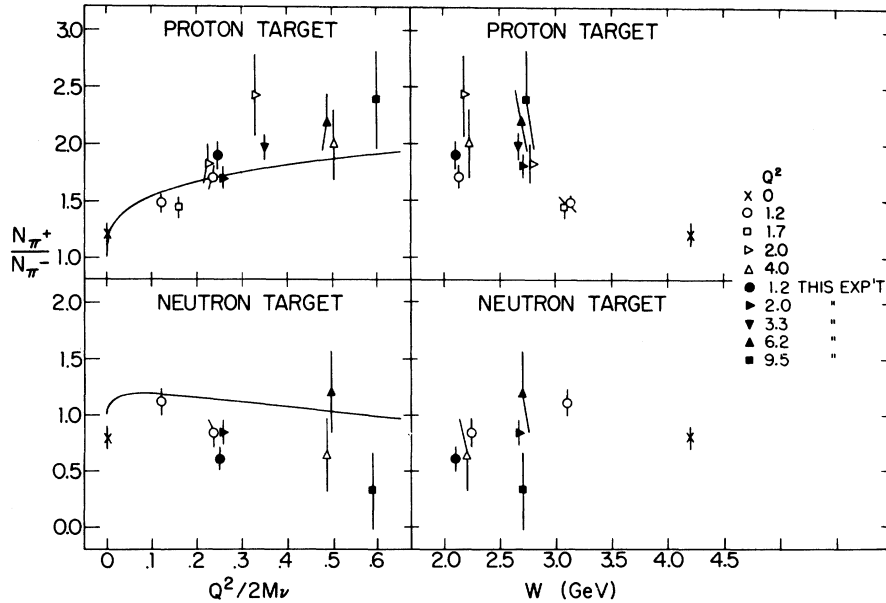 PROTON TARGET
PROTON TARGET
3.0
2.5
2.0
1.5
1.0
Nπ+
Nπ-
Q²
0
1.2
1.7
2.0
4.0
1.2 THIS EXP'T
2.0 "
3.3 "
6.2 "
9.5 "
NEUTRON TARGET
NEUTRON TARGET
2.0
1.5
1.0
0.5
0.0
0 .1 .2 .3 .4 .5 .6
2.0 2.5 3.0 3.5 4.0 4.5
Q²/2Mν
W (GeV)